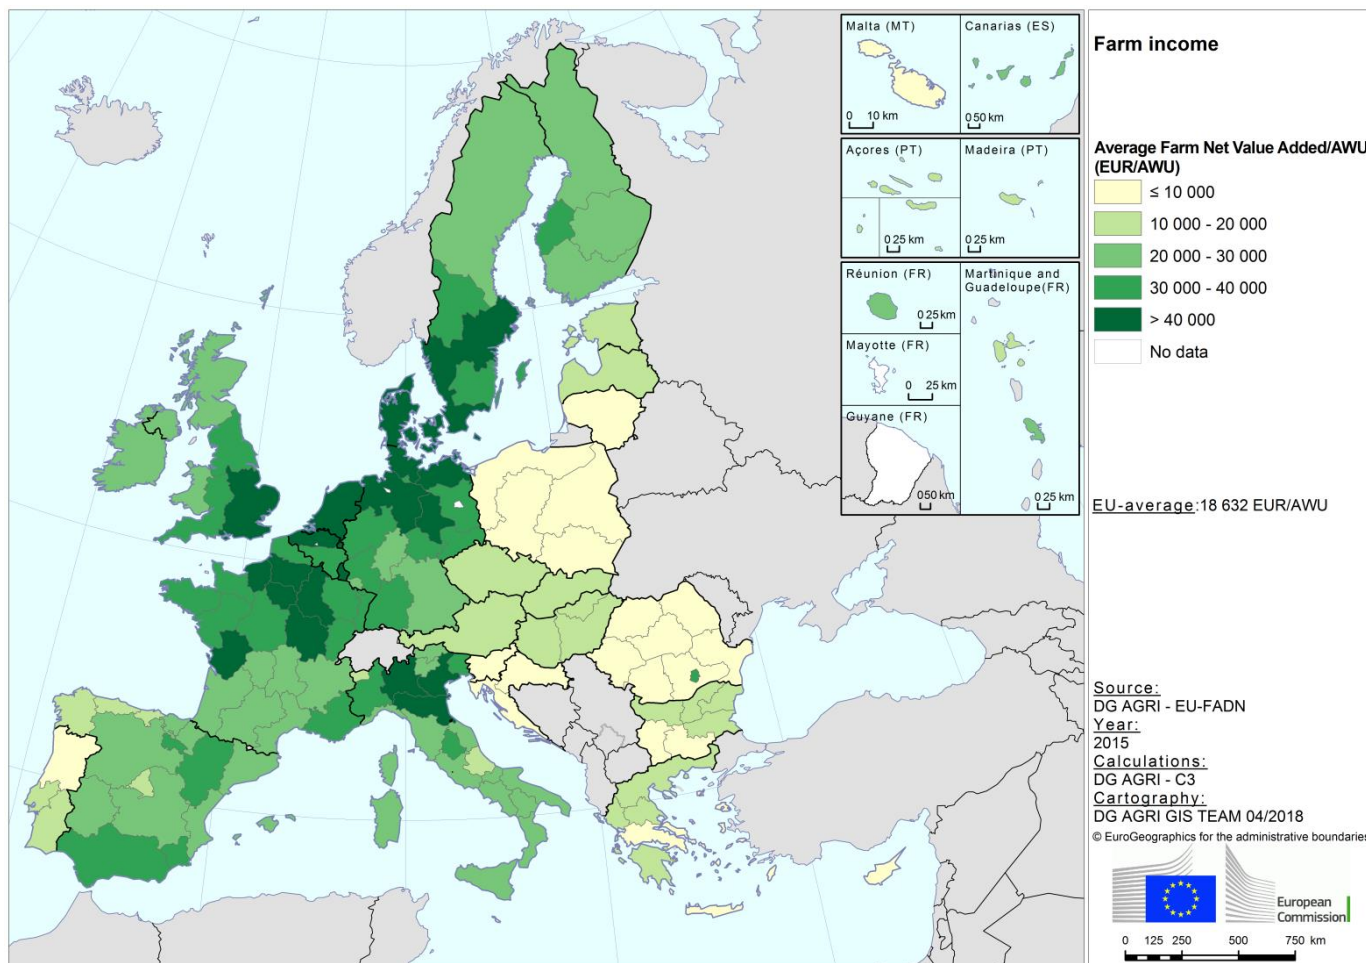 Malta (MT)
0 10 km
Canarias (ES)
0 50 km
Açores (PT)
0 25 km
Madeira (PT)
0 25 km
Réunion (FR)
0 25 km
Martinique and
Guadeloupe(FR)
Mayotte (FR)
0 25 km
Guyane (FR)
0 50 km
0 25 km
Farm income
Average Farm Net Value Added/AWU
(EUR/AWU)
≤ 10 000
10 000 - 20 000
20 000 - 30 000
30 000 - 40 000
> 40 000
No data
EU-average:18 632 EUR/AWU
Source:
DG AGRI - EU-FADN
Year:
2015
Calculations:
DG AGRI - C3
Cartography:
DG AGRI GIS TEAM 04/2018
© EuroGeographics for the administrative boundaries
European
Commission
0 125 250 500 750 km